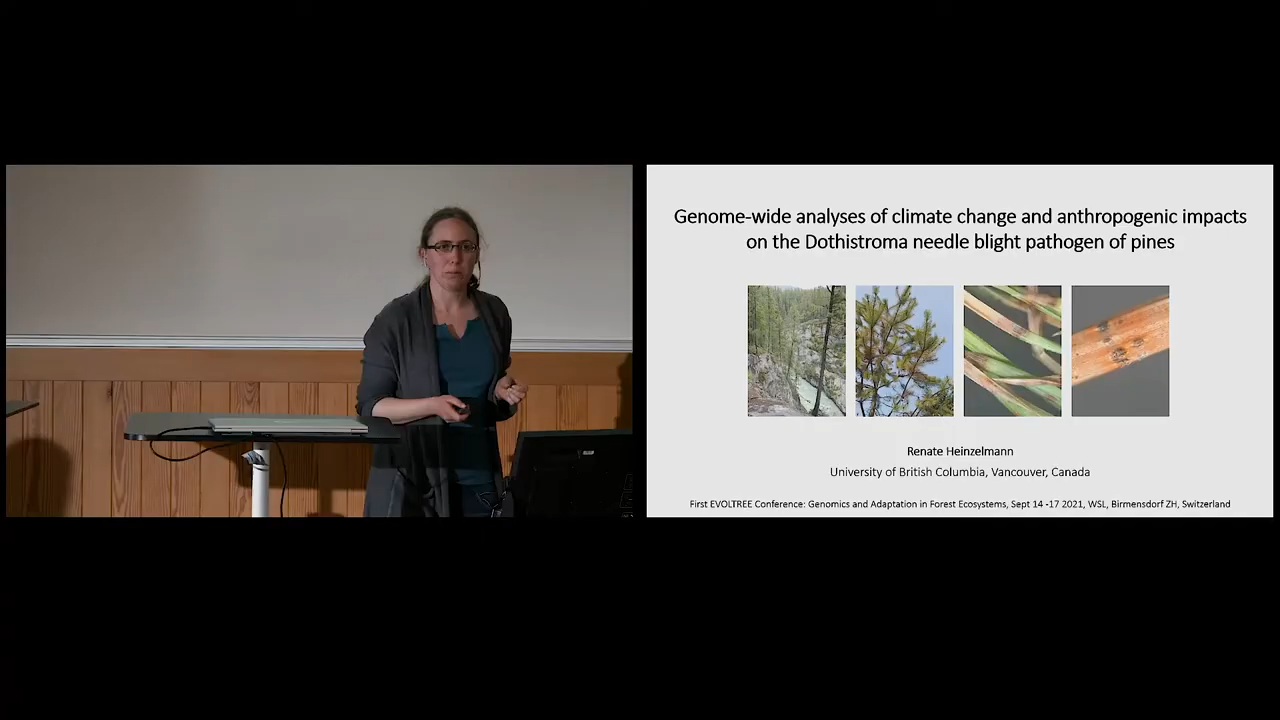 Genome-wide analyses of climate change and anthropogenic impacts
on the Dothistroma needle blight pathogen of pines
Renate Heinzelmann
University of British Columbia, Vancouver, Canada
First EVOLTREE Conference: Genomics and Adaptation in Forest Ecosystems, Sept 14 -17 2021, WSL, Birmensdorf ZH, Switzerland